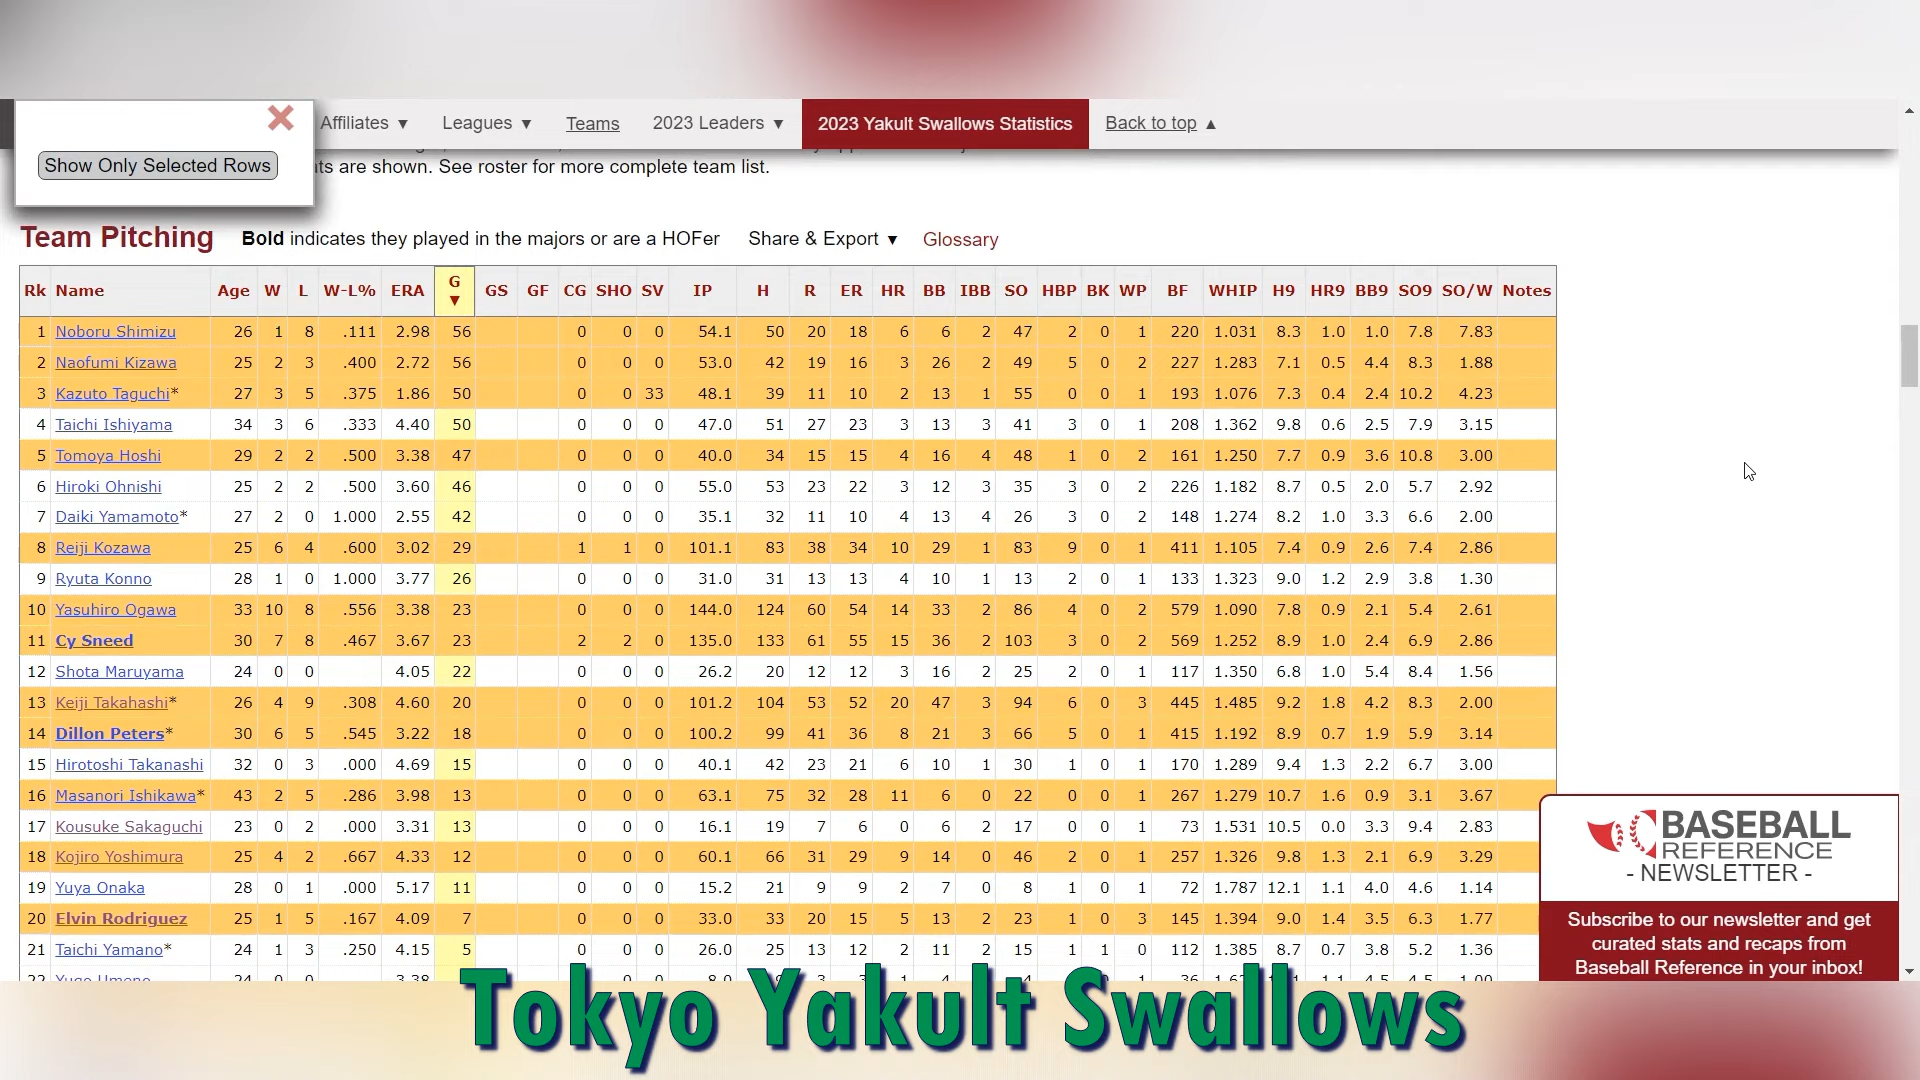 Affiliates ▼ Leagues ▼ Teams 2023 Leaders ▼ 2023 Yakult Swallows Statistics Back to top ▲
Show Only Selected Rows
ts are shown. See roster for more complete team list.
Team Pitching Bold indicates they played in the majors or are a HOFer Share & Export ▼ Glossary
Rk Name Age W L W-L% ERA G ▼ GS GF CG SHO SV IP H R ER HR BB IBB SO HBP BK WP BF WHIP H9 HR9 BB9 SO9 SO/W Notes
1 Noboru Shimizu 26 1 8 .111 2.98 56 0 0 0 54.1 50 20 18 6 6 2 47 2 0 1 220 1.031 8.3 1.0 1.0 7.8 7.83
2 Naofumi Kizawa 25 2 3 .400 2.72 56 0 0 0 53.0 42 19 16 3 26 2 49 5 0 2 227 1.283 7.1 0.5 4.4 8.3 1.88
3 Kazuto Taguchi* 27 3 5 .375 1.86 50 0 0 33 48.1 39 11 10 2 13 1 55 0 0 1 193 1.076 7.3 0.4 2.4 10.2 4.23
4 Taichi Ishiyama 34 3 6 .333 4.40 50 0 0 0 47.0 51 27 23 3 13 3 41 3 0 1 208 1.362 9.8 0.6 2.5 7.9 3.15
5 Tomoya Hoshi 29 2 2 .500 3.38 47 0 0 0 40.0 34 15 15 4 16 4 48 1 0 2 161 1.250 7.7 0.9 3.6 10.8 3.00
6 Hiroki Ohnishi 25 2 2 .500 3.60 46 0 0 0 55.0 53 23 22 3 12 3 35 3 0 2 226 1.182 8.7 0.5 2.0 5.7 2.92
7 Daiki Yamamoto* 27 2 0 1.000 2.55 42 0 0 0 35.1 32 11 10 4 13 4 26 3 0 2 148 1.274 8.2 1.0 3.3 6.6 2.00
8 Reiji Kozawa 25 6 4 .600 3.02 29 1 1 0 101.1 83 38 34 10 29 1 83 9 0 1 411 1.105 7.4 0.9 2.6 7.4 2.86
9 Ryuta Konno 28 1 0 1.000 3.77 26 0 0 0 31.0 31 13 13 4 10 1 13 2 0 1 133 1.323 9.0 1.2 2.9 3.8 1.30
10 Yasuhiro Ogawa 33 10 8 .556 3.38 23 0 0 0 144.0 124 60 54 14 33 2 86 4 0 2 579 1.090 7.8 0.9 2.1 5.4 2.61
11 Cy Sneed 30 7 8 .467 3.67 23 2 2 0 135.0 133 61 55 15 36 2 103 3 0 2 569 1.252 8.9 1.0 2.4 6.9 2.86
12 Shota Maruyama 24 0 0 4.05 22 0 0 0 26.2 20 12 12 3 16 2 25 2 0 1 117 1.350 6.8 1.0 5.4 8.4 1.56
13 Keiji Takahashi* 26 4 9 .308 4.60 20 0 0 0 101.2 104 53 52 20 47 3 94 6 0 3 445 1.485 9.2 1.8 4.2 8.3 2.00
14 Dillon Peters* 30 6 5 .545 3.22 18 0 0 0 100.2 99 41 36 8 21 3 66 5 0 1 415 1.192 8.9 0.7 1.9 5.9 3.14
15 Hirotoshi Takanashi 32 0 3 .000 4.69 15 0 0 0 40.1 42 23 21 6 10 1 30 1 0 1 170 1.289 9.4 1.3 2.2 6.7 3.00
16 Masanori Ishikawa* 43 2 5 .286 3.98 13 0 0 0 63.1 75 32 28 11 6 0 22 0 0 1 267 1.279 10.7 1.6 0.9 3.1 3.67
17 Kousuke Sakaguchi 23 0 2 .000 3.31 13 0 0 0 16.1 19 7 6 0 6 2 17 0 0 1 73 1.531 10.5 0.0 3.3 9.4 2.83
18 Kojiro Yoshimura 25 4 2 .667 4.33 12 0 0 0 60.1 66 31 29 9 14 0 46 2 0 1 257 1.326 9.8 1.3 2.1 6.9 3.29
19 Yuya Onaka 28 0 1 .000 5.17 11 0 0 0 15.2 21 9 9 2 7 0 8 1 0 1 72 1.787 12.1 1.1 4.0 4.6 1.14
20 Elvin Rodriguez 25 1 5 .167 4.09 7 0 0 0 33.0 33 20 15 5 13 2 23 1 0 3 145 1.394 9.0 1.4 3.5 6.3 1.77
21 Taichi Yamano* 24 1 3 .250 4.15 5 0 0 0 26.0 25 13 12 2 11 2 15 1 1 0 112 1.385 8.7 0.7 3.8 5.2 1.36
BASEBALL
REFERENCE
- NEWSLETTER -
Subscribe to our newsletter and get
curated stats and recaps from
Baseball Reference in your inbox!
Tokyo Yakult Swallows